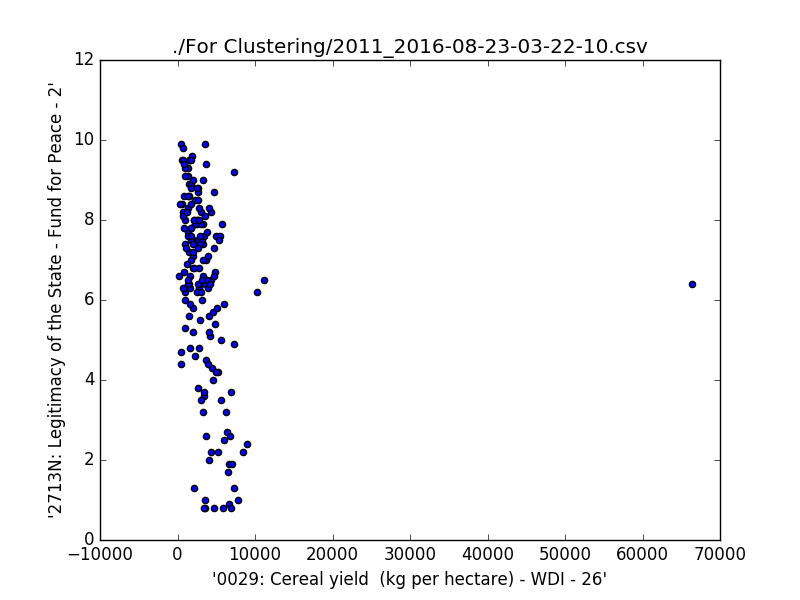 ./For Clustering/2011_2016-08-23-03-22-10.csv
12
10
8
6
4
2
0
'2713N: Legitimacy of the State - Fund for Peace - 2'
−10000 0 10000 20000 30000 40000 50000 60000 70000
'0029: Cereal yield  (kg per hectare) - WDI - 26'